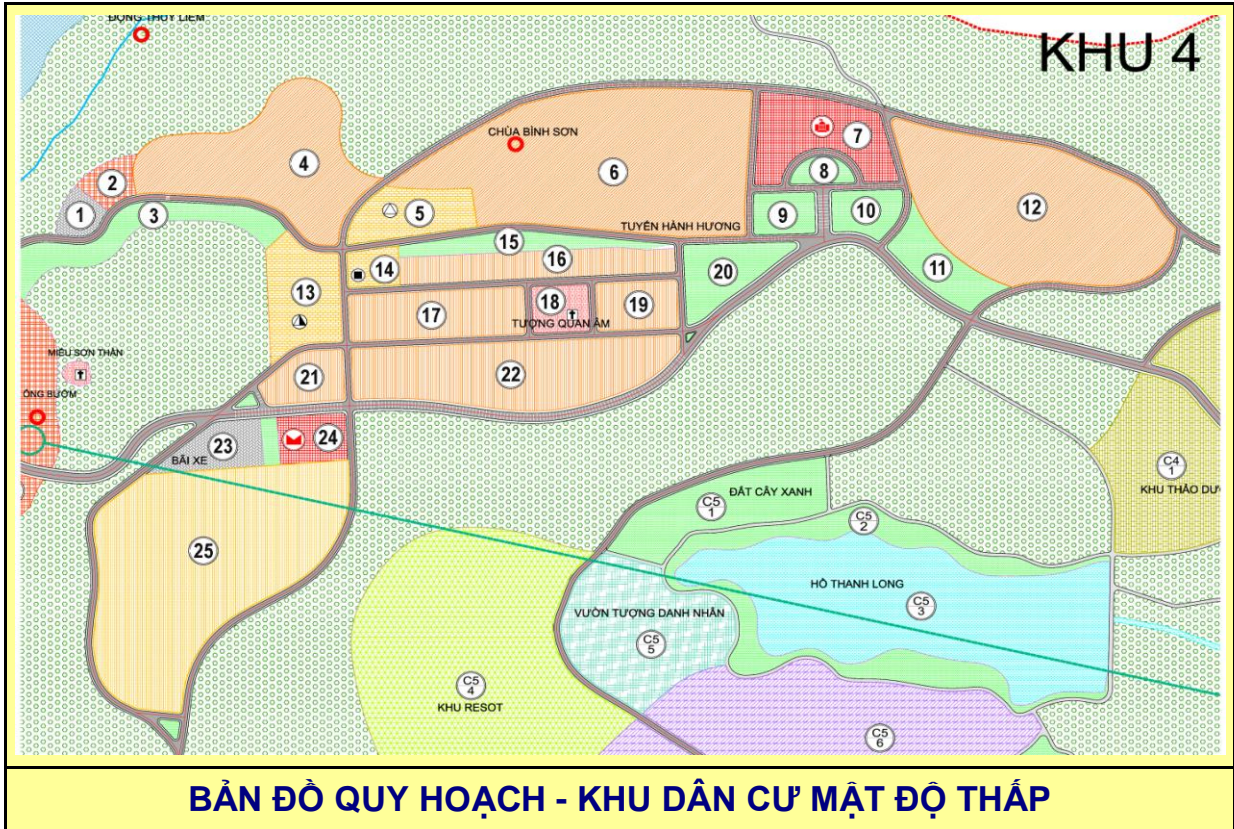 ĐỘNG THỦY LIÊM
KHU 4
CHÙA BÌNH SƠN
7
4
2
8
6
1
3
5
9
10
12
TUYẾN HÀNH HƯƠNG
15
16
14
20
11
13
17
18
19
TƯỢNG QUAN ÂM
MIẾU SƠN THẦN
21
22
ÔNG BƯỚM
23
24
BÃI XE
C4
1
KHU THẢO DƯ
ĐẤT CÂY XANH
C5
1
C5
2
25
HỒ THANH LONG
C5
3
VƯỜN TƯỢNG DANH NHÂN
C5
5
C5
4
KHU RESOT
C5
6
BẢN ĐỒ QUY HOẠCH - KHU DÂN CƯ MẬT ĐỘ THẤP